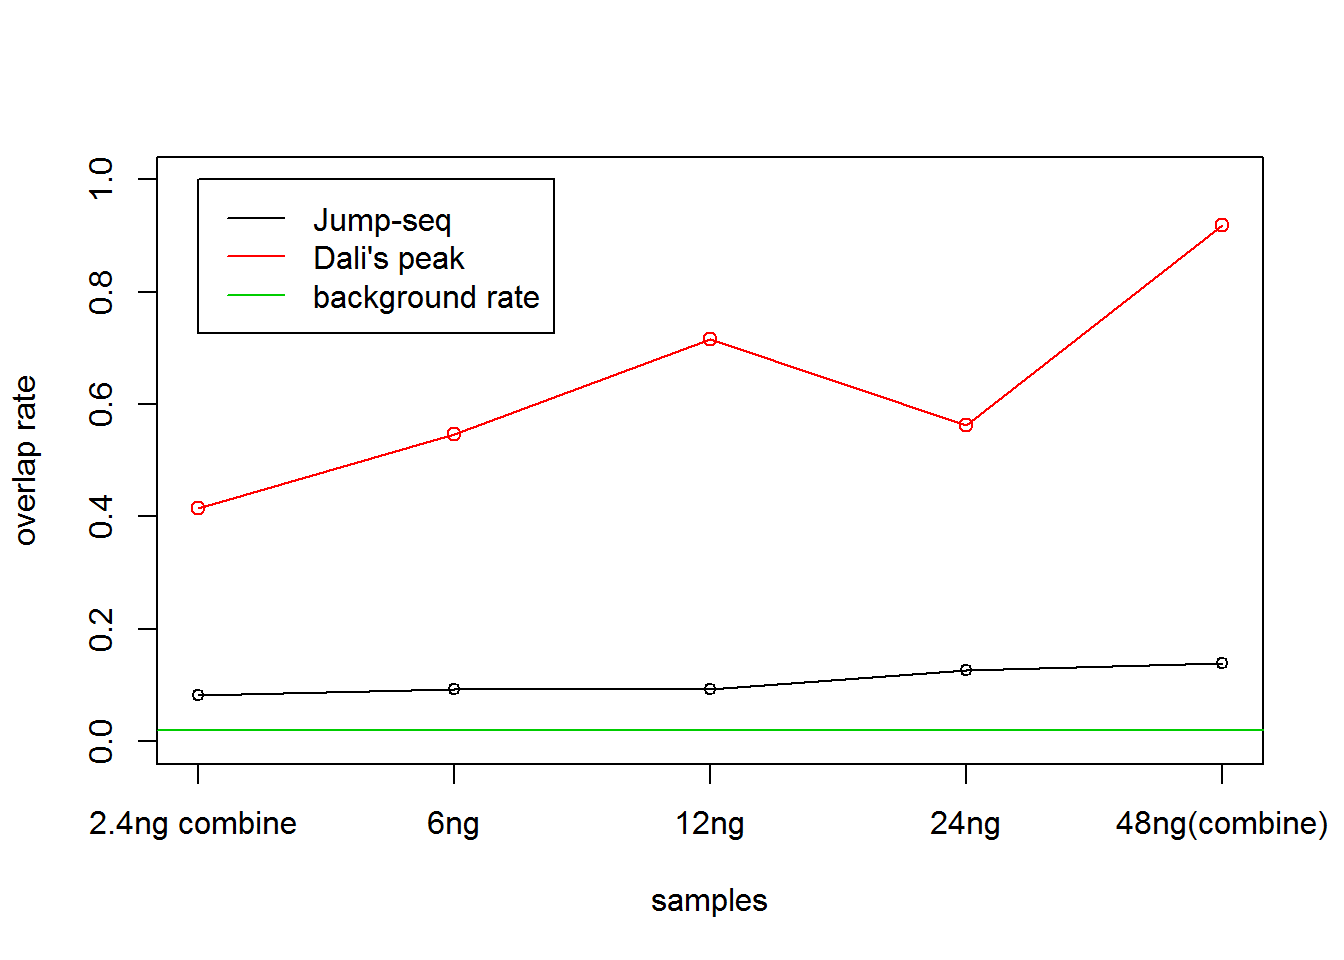 Jump-seq
Dali's peak
background rate
overlap rate
1.0
0.8
0.6
0.4
0.2
0.0
2.4ng combine 6ng 12ng 24ng 48ng(combine)
samples